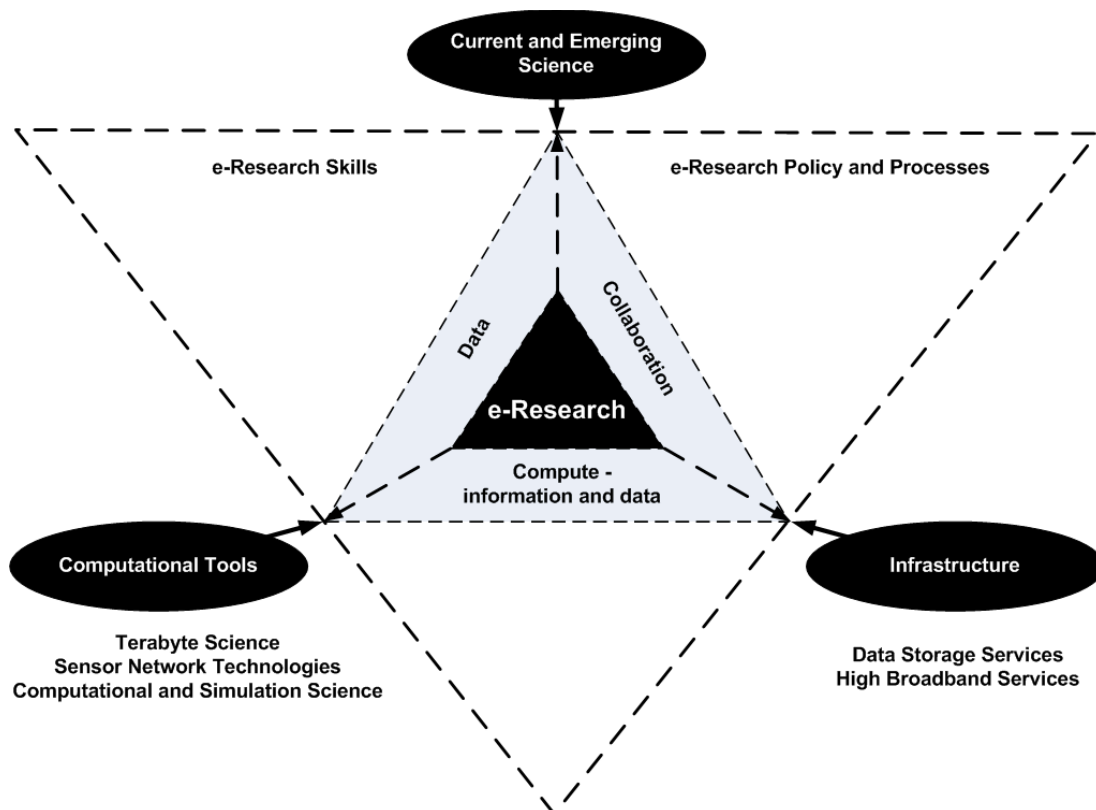 Current and Emerging
Science
e-Research Skills
e-Research Policy and Processes
Data
Collaboration
e-Research
Compute -
information and data
Computational Tools
Infrastructure
Terabyte Science
Sensor Network Technologies
Computational and Simulation Science
Data Storage Services
High Broadband Services